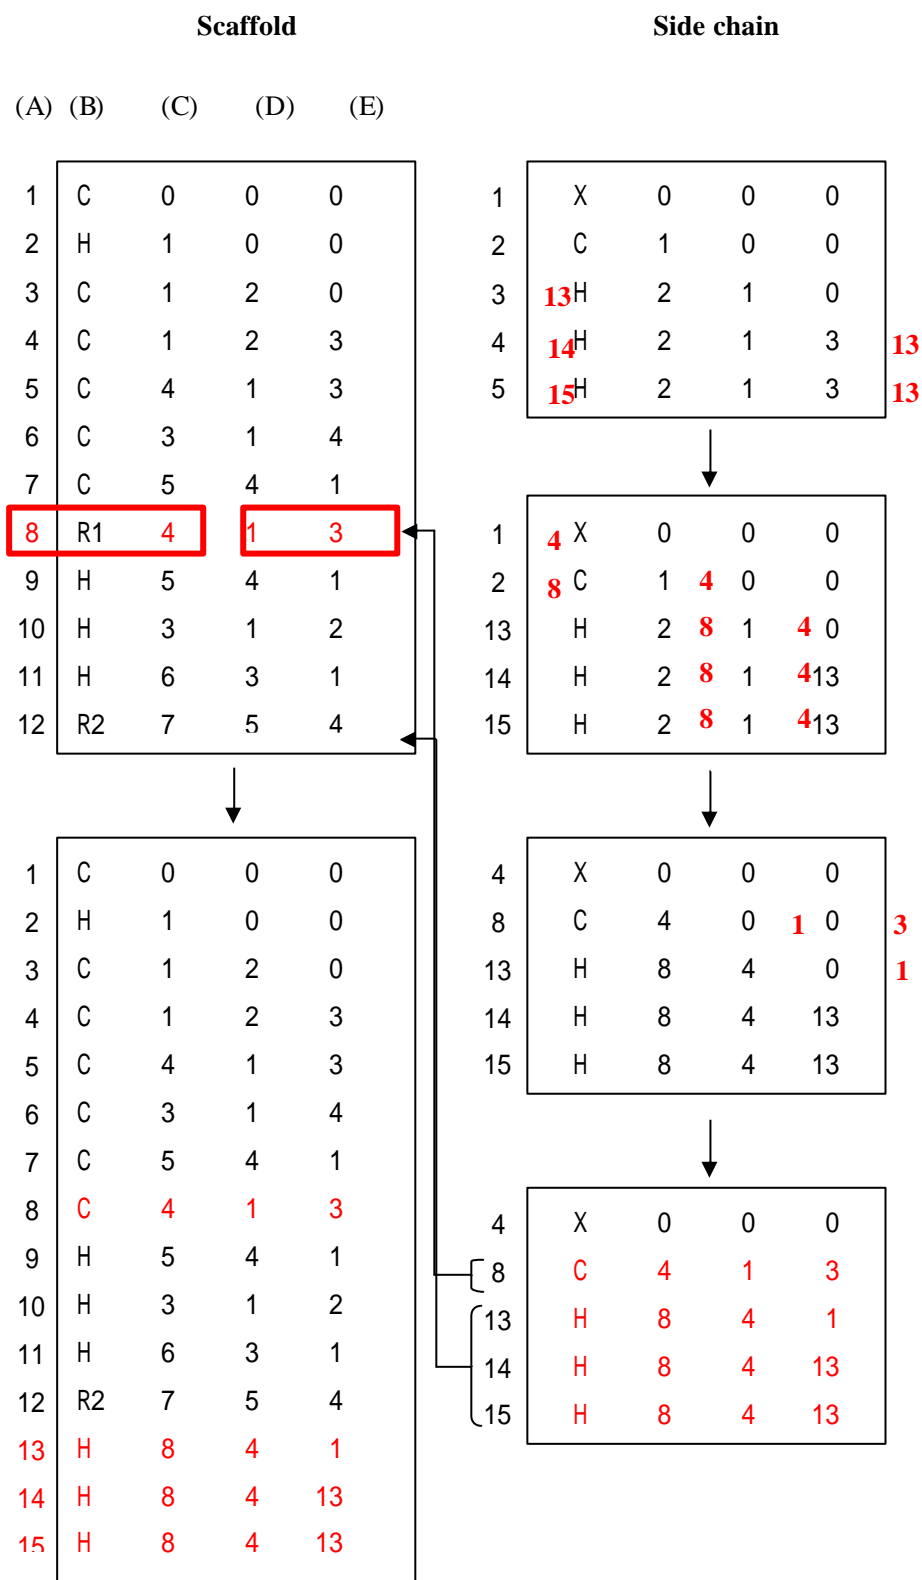 Scaffold
Side chain
(A) (B) (C) (D) (E)
1 C 0 0 0
2 H 1 0 0
3 C 1 2 0
4 C 1 2 3
5 C 4 1 3
6 C 3 1 4
7 C 5 4 1
8 R1 4 1 3
9 H 5 4 1
10 H 3 1 2
11 H 6 3 1
12 R2 7 5 4
1 C 0 0 0
2 H 1 0 0
3 C 1 2 0
4 C 1 2 3
5 C 4 1 3
6 C 3 1 4
7 C 5 4 1
8 C 4 1 3
9 H 5 4 1
10 H 3 1 2
11 H 6 3 1
12 R2 7 5 4
13 H 8 4 1
14 H 8 4 13
15 H 8 4 13
1 X 0 0 0
2 C 1 0 0
3 13 H 2 1 0
4 14 H 2 1 3 13
5 15 H 2 1 3 13
1 4 X 0 0 0
2 8 C 1 4 0 0
13 H 2 8 1 4 0
14 H 2 8 1 4 13
15 H 2 8 1 4 13
4 X 0 0 0
8 C 4 0 1 0 3
13 H 8 4 0 1
14 H 8 4 13
15 H 8 4 13
4 X 0 0 0
8 C 4 1 3
13 H 8 4 1
14 H 8 4 13
15 H 8 4 13